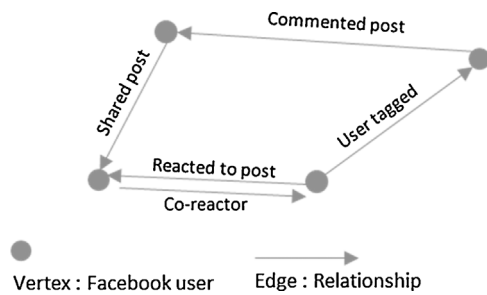 Commented post
Shared post
User tagged
Reacted to post
Co-reactor
Vertex : Facebook user
Edge : Relationship